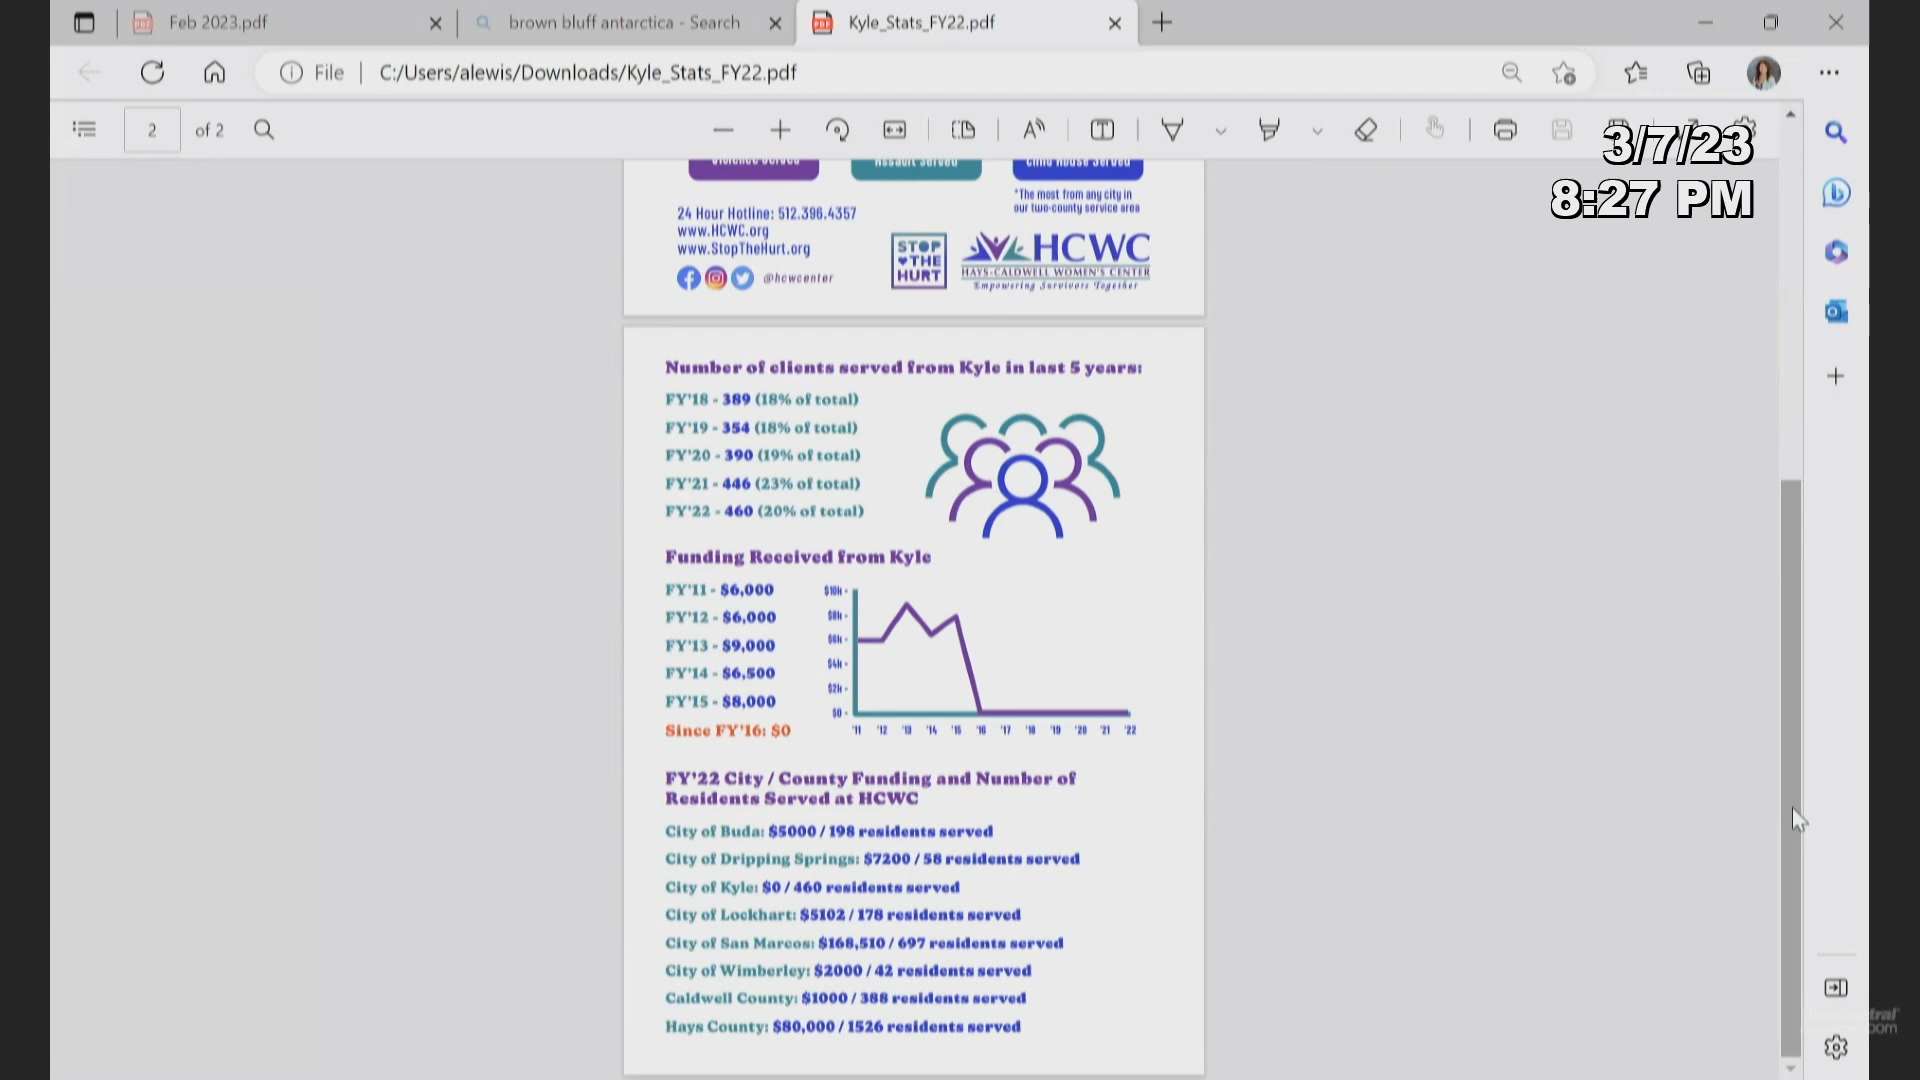 Feb 2023.pdf
brown bluff antarctica - Search
Kyle_Stats_FY22.pdf
File
C:/Users/alewis/Downloads/Kyle_Stats_FY22.pdf
2
of 2
3/7/23
8:27 PM
Violence Served
Assault Served
Child Abuse Served
*The most from any city in
our two-county service area
24 Hour Hotline: 512.396.4357
www.HCWC.org
www.StopTheHurt.org
@hcwcenter
STOP
THE
HURT
HCWC
HAYS-CALDWELL WOMEN'S CENTER
Empowering Survivors Together
Number of clients served from Kyle in last 5 years:
FY'18 - 389 (18% of total)
FY'19 - 354 (18% of total)
FY'20 - 390 (19% of total)
FY'21 - 446 (23% of total)
FY'22 - 460 (20% of total)
Funding Received from Kyle
FY'11 - $6,000
FY'12 - $6,000
FY'13 - $9,000
FY'14 - $6,500
FY'15 - $8,000
Since FY'16: $0
$10k
$8k
$6k
$4k
$2k
$0
'11 '12 '13 '14 '15 '16 '17 '18 '19 '20 '21 '22
FY'22 City / County Funding and Number of
Residents Served at HCWC
City of Buda: $5000 / 198 residents served
City of Dripping Springs: $7200 / 58 residents served
City of Kyle: $0 / 460 residents served
City of Lockhart: $5102 / 178 residents served
City of San Marcos: $168,510 / 697 residents served
City of Wimberley: $2000 / 42 residents served
Caldwell County: $1000 / 388 residents served
Hays County: $80,000 / 1526 residents served